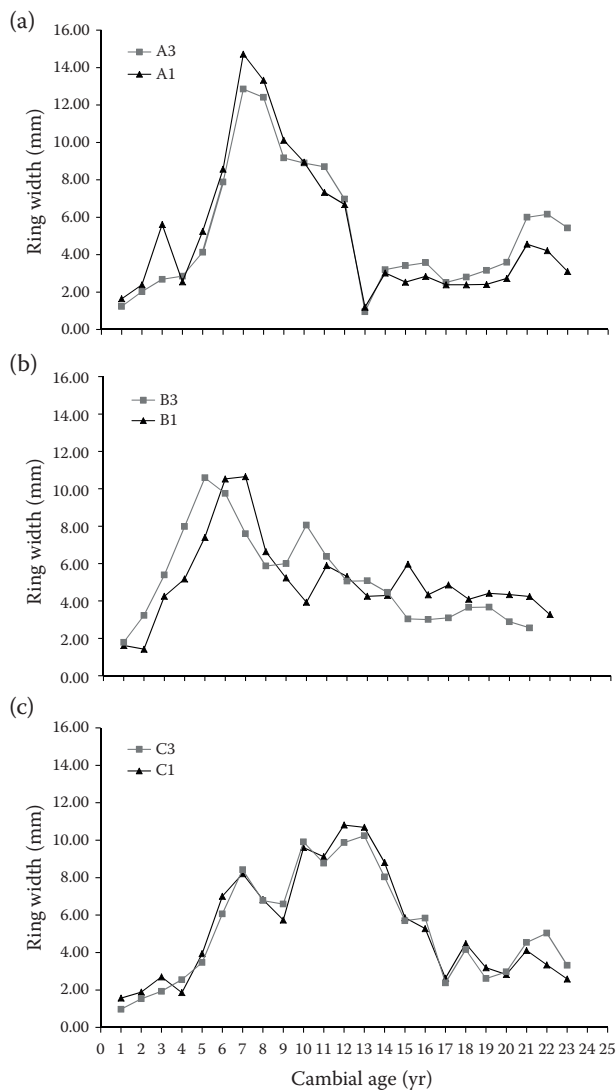 (a)
16.00
14.00
12.00
10.00
8.00
6.00
4.00
2.00
0.00
Ring width (mm)
A3
A1
(b)
16.00
14.00
12.00
10.00
8.00
6.00
4.00
2.00
0.00
Ring width (mm)
B3
B1
(c)
16.00
14.00
12.00
10.00
8.00
6.00
4.00
2.00
0.00
Ring width (mm)
C3
C1
0 1 2 3 4 5 6 7 8 9 10 11 12 13 14 15 16 17 18 19 20 21 22 23 24 25
Cambial age (yr)